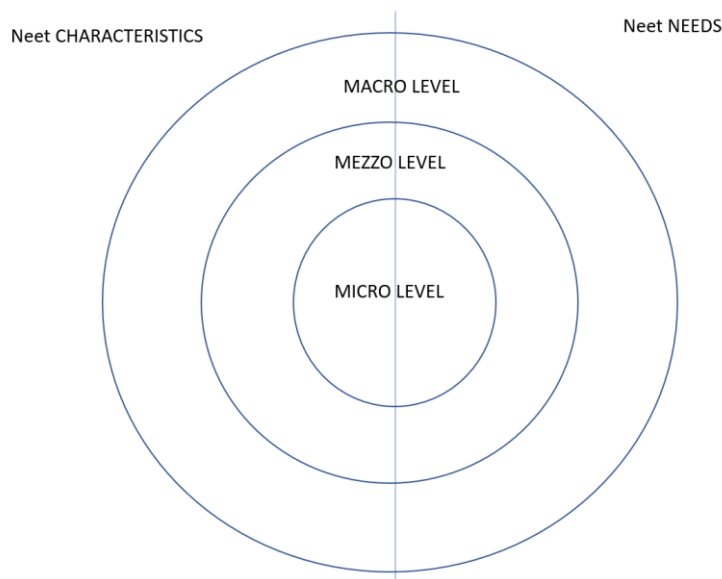 Neet CHARACTERISTICS
Neet NEEDS
MACRO LEVEL
MEZZO LEVEL
MICRO LEVEL